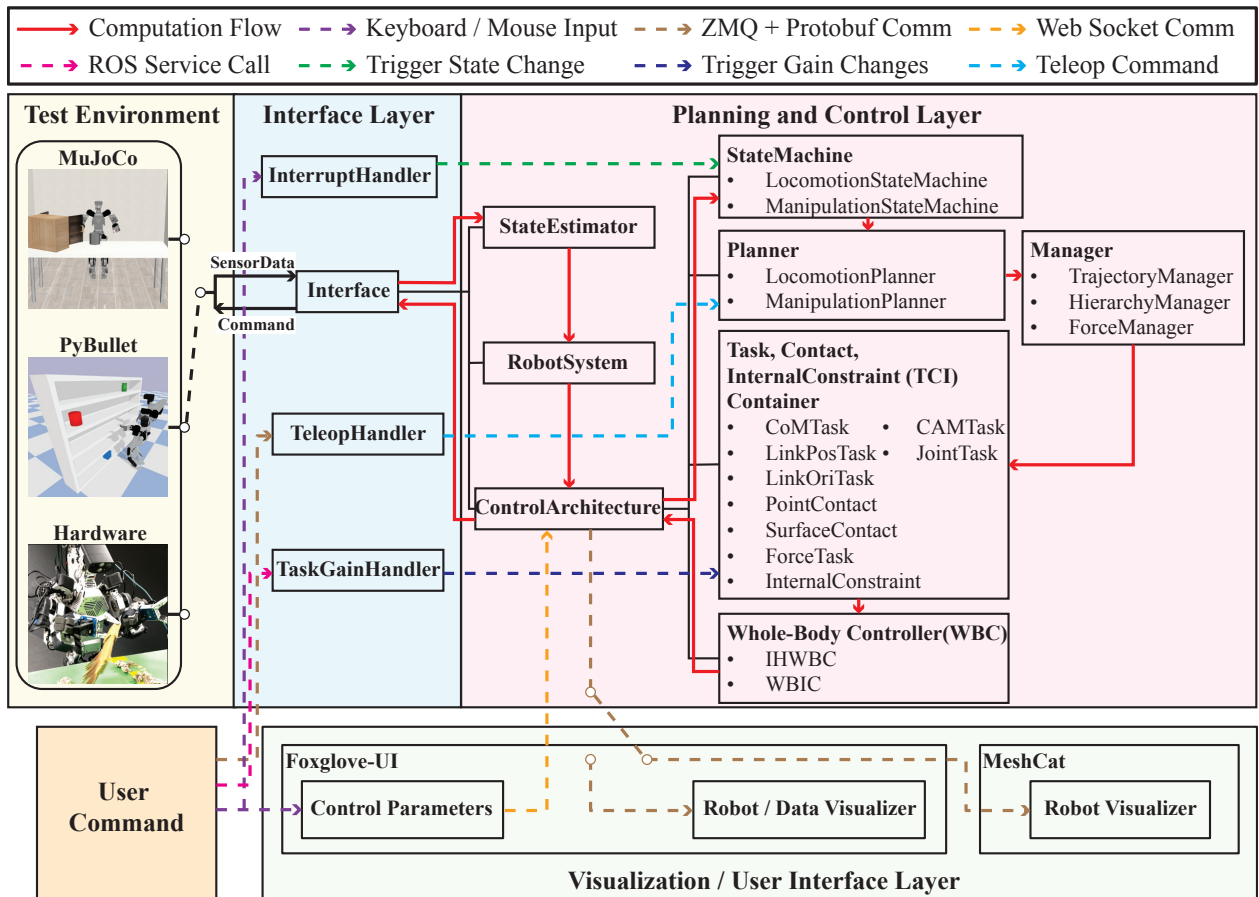 Computation Flow
Keyboard / Mouse Input
ZMQ + Protobuf Comm
Web Socket Comm
ROS Service Call
Trigger State Change
Trigger Gain Changes
Teleop Command
Test Environment
MuJoCo
PyBullet
Hardware
SensorData
Command
Interface Layer
InterruptHandler
Interface
TeleopHandler
TaskGainHandler
Planning and Control Layer
StateEstimator
RobotSystem
ControlArchitecture
StateMachine
• LocomotionStateMachine
• ManipulationStateMachine
Planner
• LocomotionPlanner
• ManipulationPlanner
Manager
• TrajectoryManager
• HierarchyManager
• ForceManager
Task, Contact,
InternalConstraint (TCI)
Container
• CoMTask • CAMTask
• LinkPosTask • JointTask
• LinkOriTask
• PointContact
• SurfaceContact
• ForceTask
• InternalConstraint
Whole-Body Controller(WBC)
• IHWBC
• WBIC
User
Command
Foxglove-UI
Control Parameters
Robot / Data Visualizer
MeshCat
Robot Visualizer
Visualization / User Interface Layer